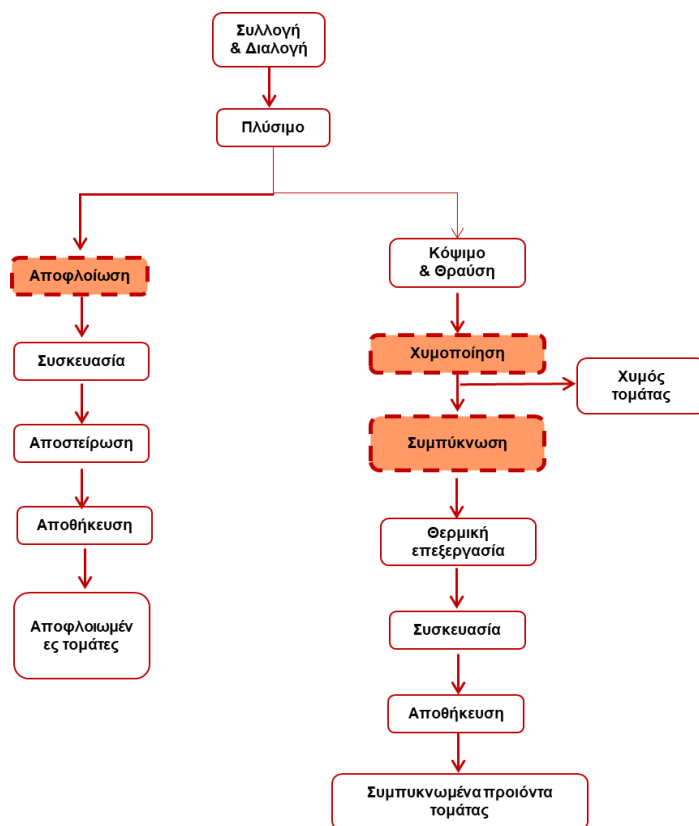 Συλλογή
& Διαλογή
Πλύσιμο
Αποφλοίωση
Συσκευασία
Αποστείρωση
Αποθήκευση
Αποφλοιωμέν
ες τομάτες
Κόψιμο
& Θραύση
Χυμοποίηση
Χυμός
τομάτας
Συμπύκνωση
Θερμική
επεξεργασία
Συσκευασία
Αποθήκευση
Συμπυκνωμένα προιόντα
τομάτας